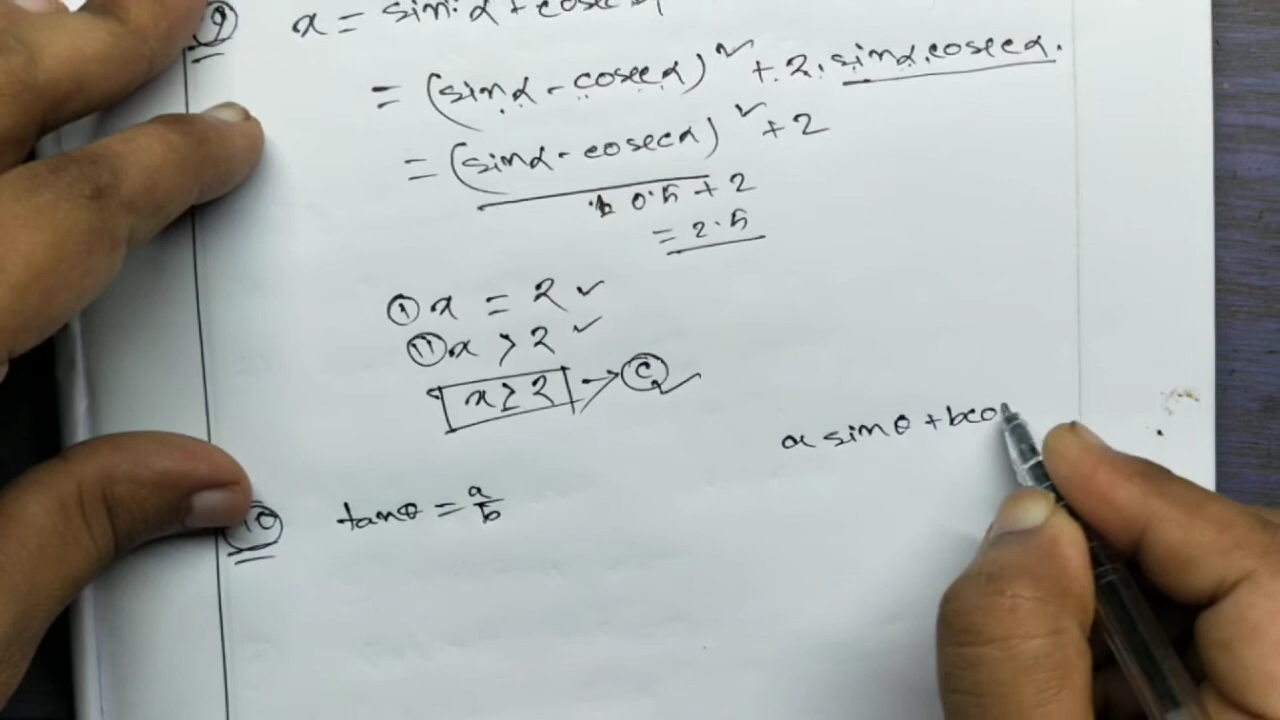 9 x = sin²α + cosec²α
= (sinα - cosecα)² + 2. sinα.cosecα.
= (sinα - cosecα)² + 2
0.5 + 2
= 2.5
i x = 2 ✓
ii x > 2 ✓
x ≥ 2 → C
a sinθ + bco
10 tanθ = a/b